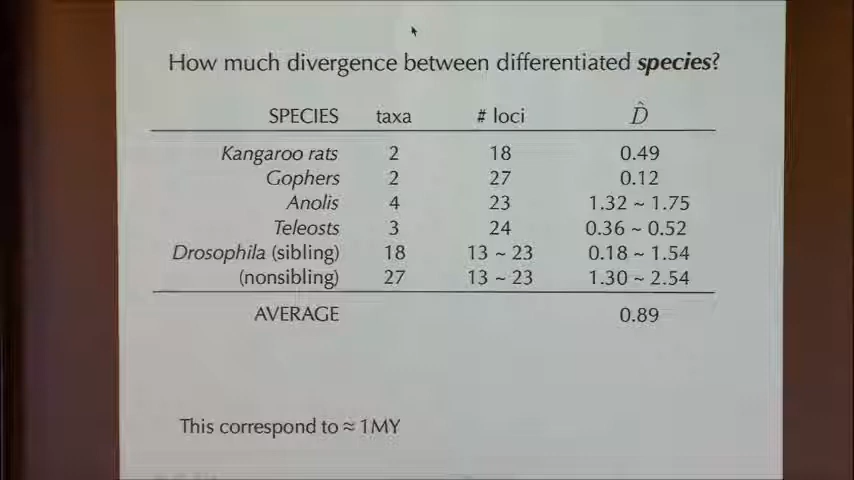 How much divergence between differentiated species?
SPECIES taxa # loci D̂
Kangaroo rats 2 18 0.49
Gophers 2 27 0.12
Anolis 4 23 1.32 ~ 1.75
Teleosts 3 24 0.36 ~ 0.52
Drosophila (sibling) 18 13 ~ 23 0.18 ~ 1.54
(nonsibling) 27 13 ~ 23 1.30 ~ 2.54
AVERAGE 0.89
This correspond to ≈ 1MY